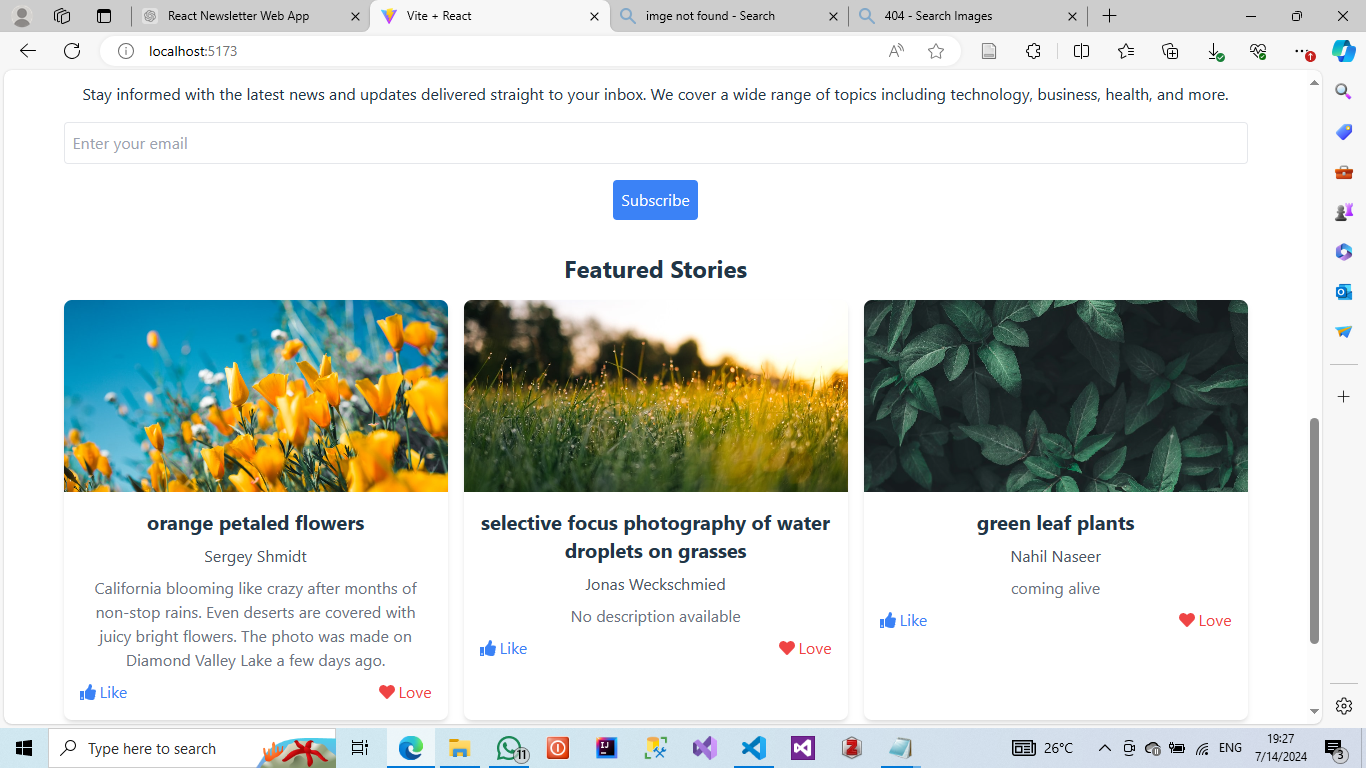 React Newsletter Web App
Vite + React
imge not found - Search
404 - Search Images
localhost:5173
Stay informed with the latest news and updates delivered straight to your inbox. We cover a wide range of topics including technology, business, health, and more.
Enter your email
Subscribe
Featured Stories
orange petaled flowers
Sergey Shmidt
California blooming like crazy after months of
non-stop rains. Even deserts are covered with
juicy bright flowers. The photo was made on
Diamond Valley Lake a few days ago.
Like
Love
selective focus photography of water
droplets on grasses
Jonas Weckschmied
No description available
Like
Love
green leaf plants
Nahil Naseer
coming alive
Like
Love
Type here to search
11
26°C
ENG
19:27
7/14/2024
3